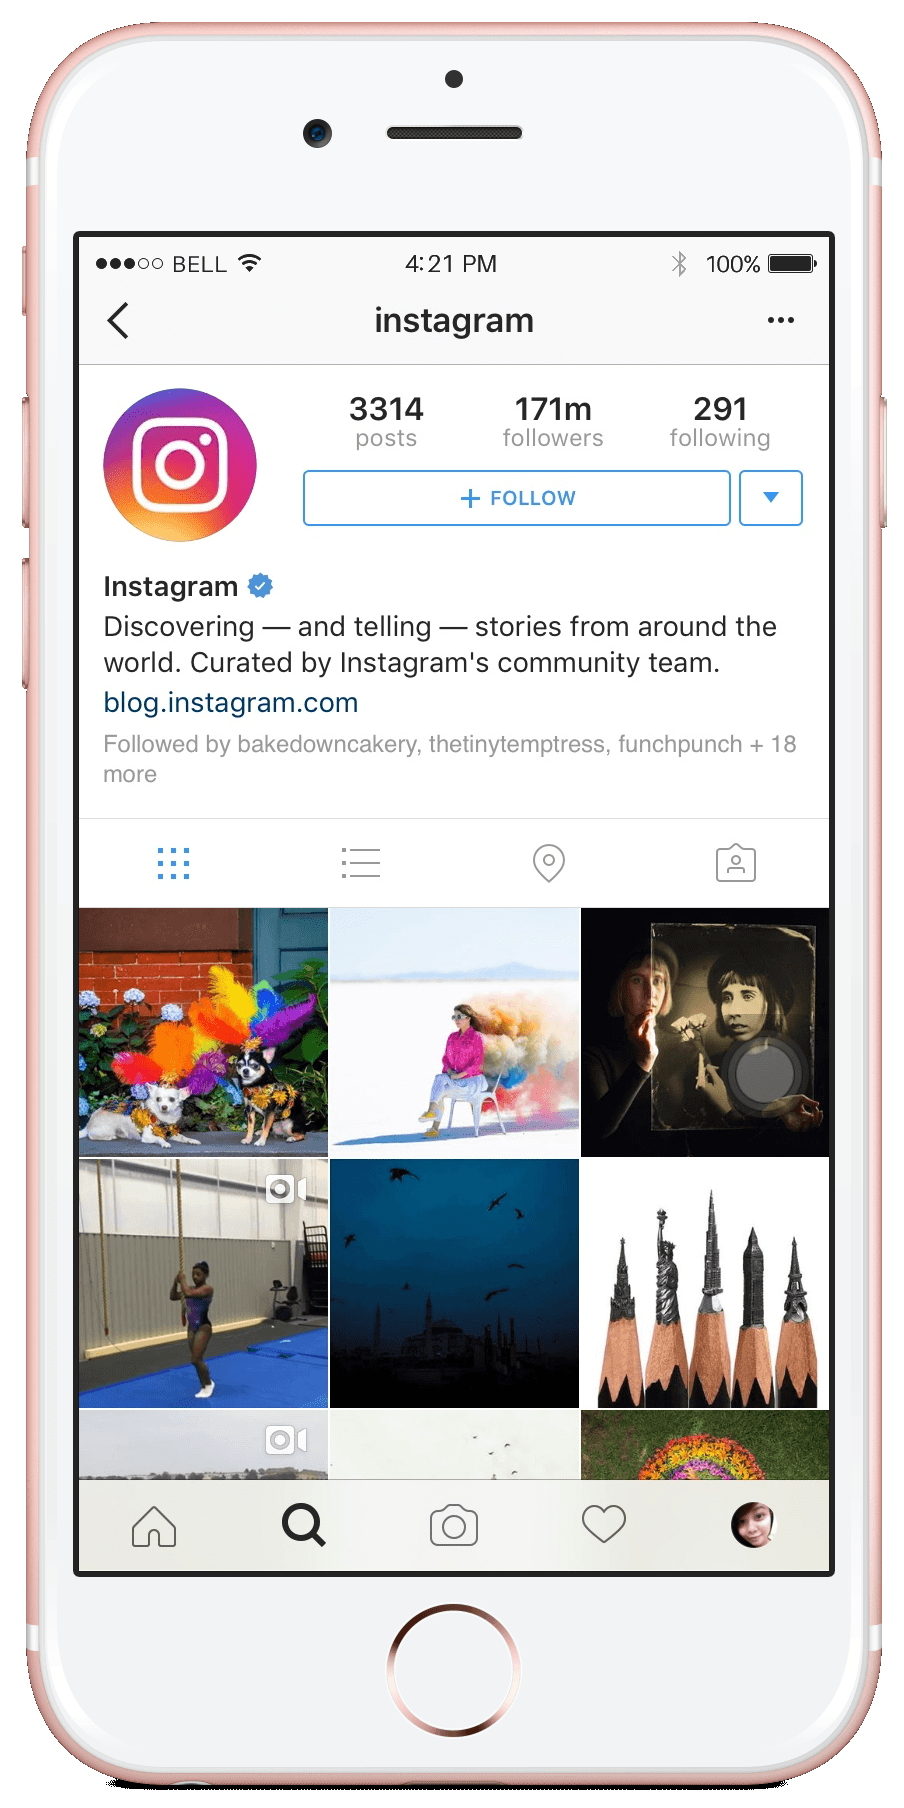 BELL 4:21 PM 100%
instagram
3314 171m 291
posts followers following
+ FOLLOW
Instagram
Discovering — and telling — stories from around the
world. Curated by Instagram's community team.
blog.instagram.com
Followed by bakedowncakery, thetinytemptress, funchpunch + 18
more